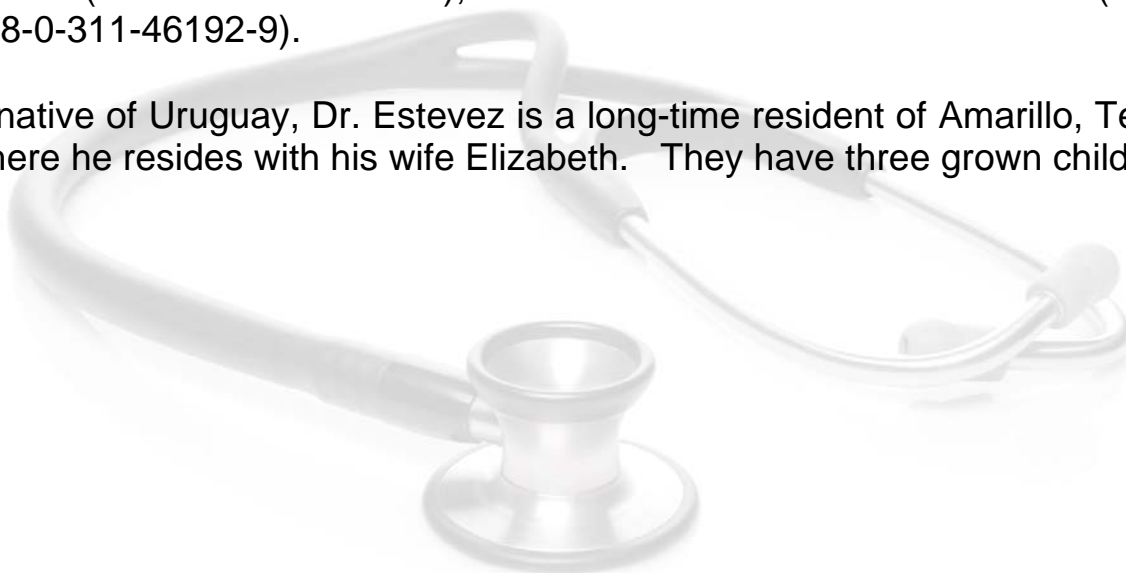 8-0-311-46192-9).
native of Uruguay, Dr. Estevez is a long-time resident of Amarillo, Te
here he resides with his wife Elizabeth. They have three grown child